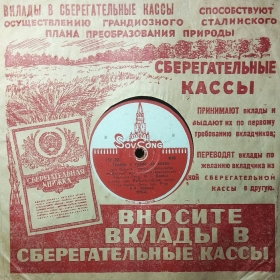 ВКЛАДЫ В СБЕРЕГАТЕЛЬНЫЕ КАССЫ СПОСОБСТВУЮТ
ОСУЩЕСТВЛЕНИЮ ГРАНДИОЗНОГО СТАЛИНСКОГО
ПЛАНА ПРЕОБРАЗОВАНИЯ ПРИРОДЫ
СБЕРЕГАТЕЛЬНЫЕ
КАССЫ
ПРИНИМАЮТ ВКЛАДЫ И
ВЫДАЮТ ИХ ПО ПЕРВОМУ
ТРЕБОВАНИЮ ВКЛАДЧИКОВ;
ПЕРЕВОДЯТ ВКЛАДЫ ПО
ЖЕЛАНИЮ ВКЛАДЧИКА ИЗ
СБЕРЕГАТЕЛЬНОЙ
КАССЫ В ДРУГУЮ.
СБЕРЕГАТЕЛЬНАЯ
КНИЖКА
SovSong
ВНОСИТЕ
ВКЛАДЫ В
СБЕРЕГАТЕЛЬНЫЕ КАССЫ